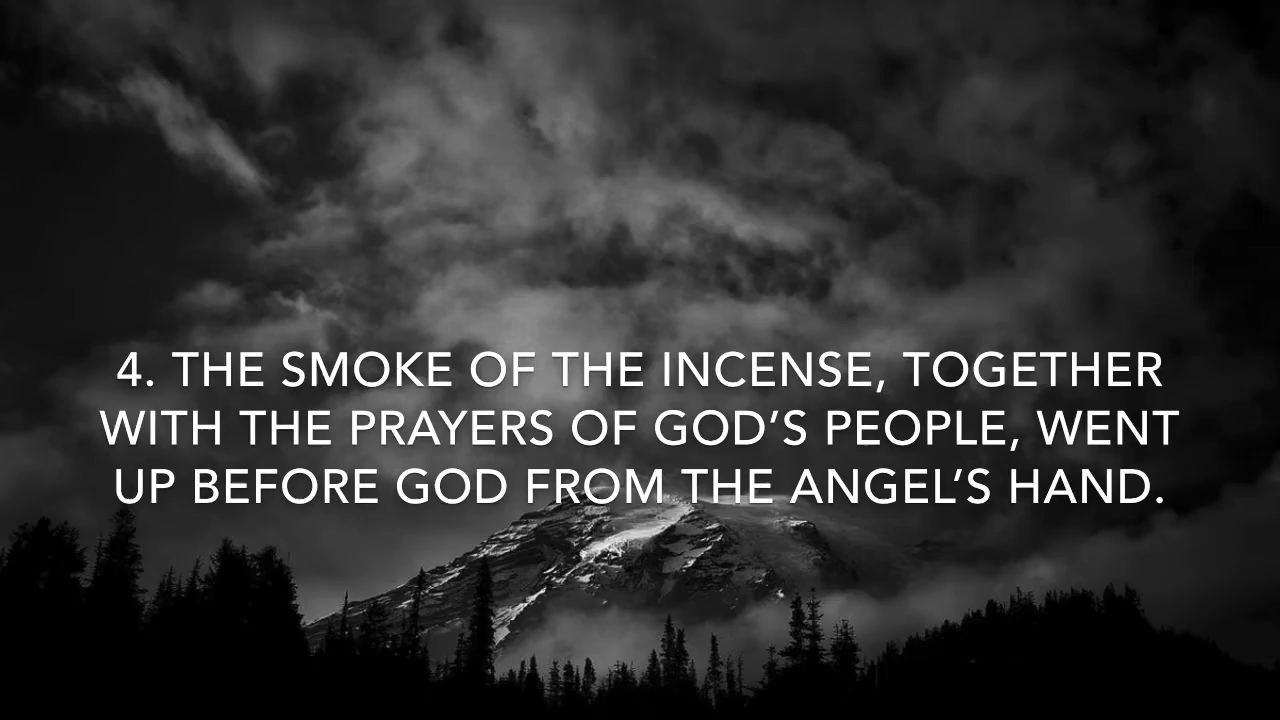 4. THE SMOKE OF THE INCENSE, TOGETHER
WITH THE PRAYERS OF GOD’S PEOPLE, WENT
UP BEFORE GOD FROM THE ANGEL’S HAND.